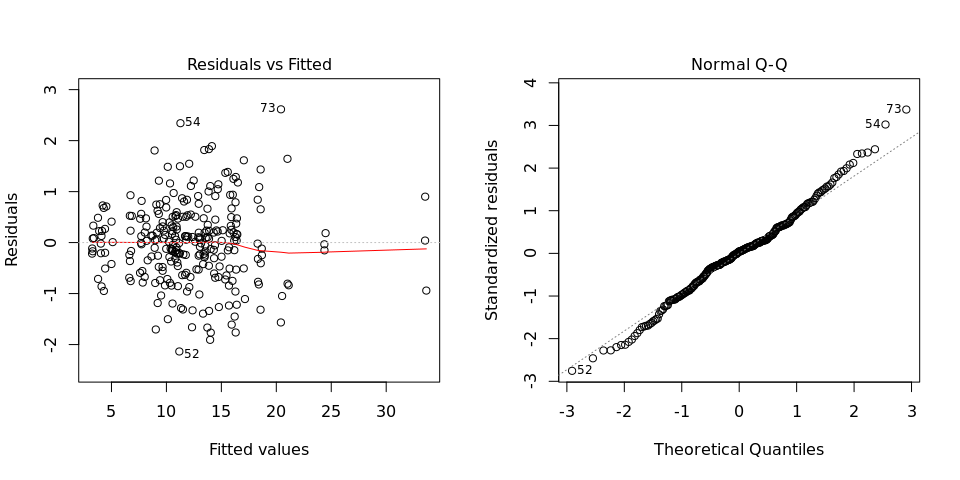 Residuals vs Fitted
Residuals
3
2
1
0
-1
-2
73
54
52
5 10 15 20 25 30
Fitted values
Normal Q-Q
Standardized residuals
4
3
2
1
0
-1
-2
-3
73
54
52
-3 -2 -1 0 1 2 3
Theoretical Quantiles